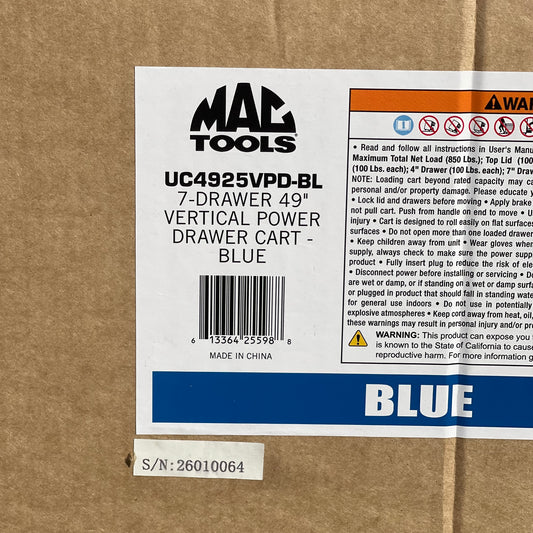 MAC
TOOLS
UC4925VPD-BL
7-DRAWER 49"
VERTICAL POWER
DRAWER CART -
BLUE
6 13364 25598 8
MADE IN CHINA
⚠WAR
• Read and follow all instructions in User's Manu
Maximum Total Net Load (850 Lbs.); Top Lid (100
(100 Lbs. each); 4" Drawer (100 Lbs. each); 7" Draw
NOTE: Loading cart beyond rated capacity may ca
personal and/or property damage. Please educate y
• Lock lid and drawers before moving • Apply brake
not pull cart. Push from handle on end to move • U
injury • Cart is designed to roll easily on flat surfaces
surfaces • Do not open more than one loaded drawer
• Keep children away from unit • Wear gloves when
supply, always check to make sure the power supp
product • Fully insert plug to reduce the risk of ele
• Disconnect power before installing or servicing • Do
are wet or damp, or if standing on a wet or damp surfa
or plugged in product that should fall in standing wate
for general use indoors • Do not use in potentially
explosive atmospheres • Keep cord away from heat, oil,
these warnings may result in personal injury and/or pro
⚠ WARNING: This product can expose you t
is known to the State of California to cause
reproductive harm. For more information g
BLUE
S/N:26010064